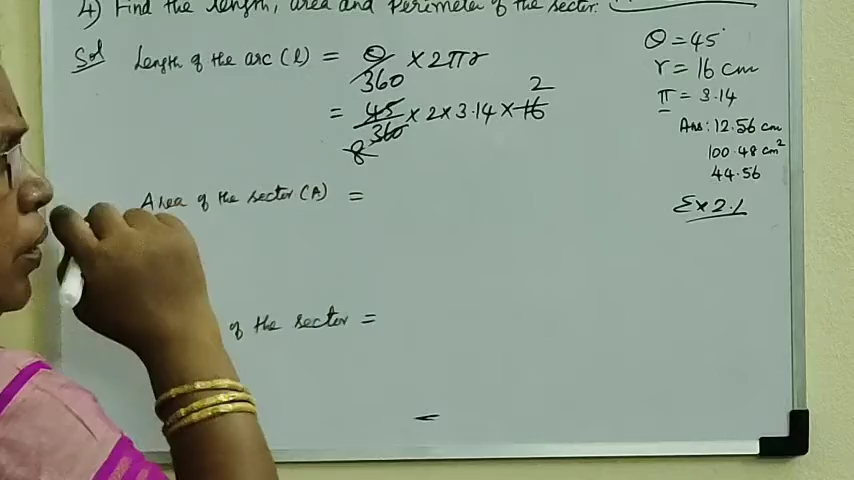 4) Find the length, area and Perimeter of the sector.
Sol Length of the arc (l) = θ/360 × 2πr
= 45/360 × 2 × 3.14 × 16
8
2
Area of the sector (A) =
of the sector =
θ = 45°
r = 16 cm
π = 3.14
Ans: 12.56 cm
100.48 cm²
44.56
Ex 2.1